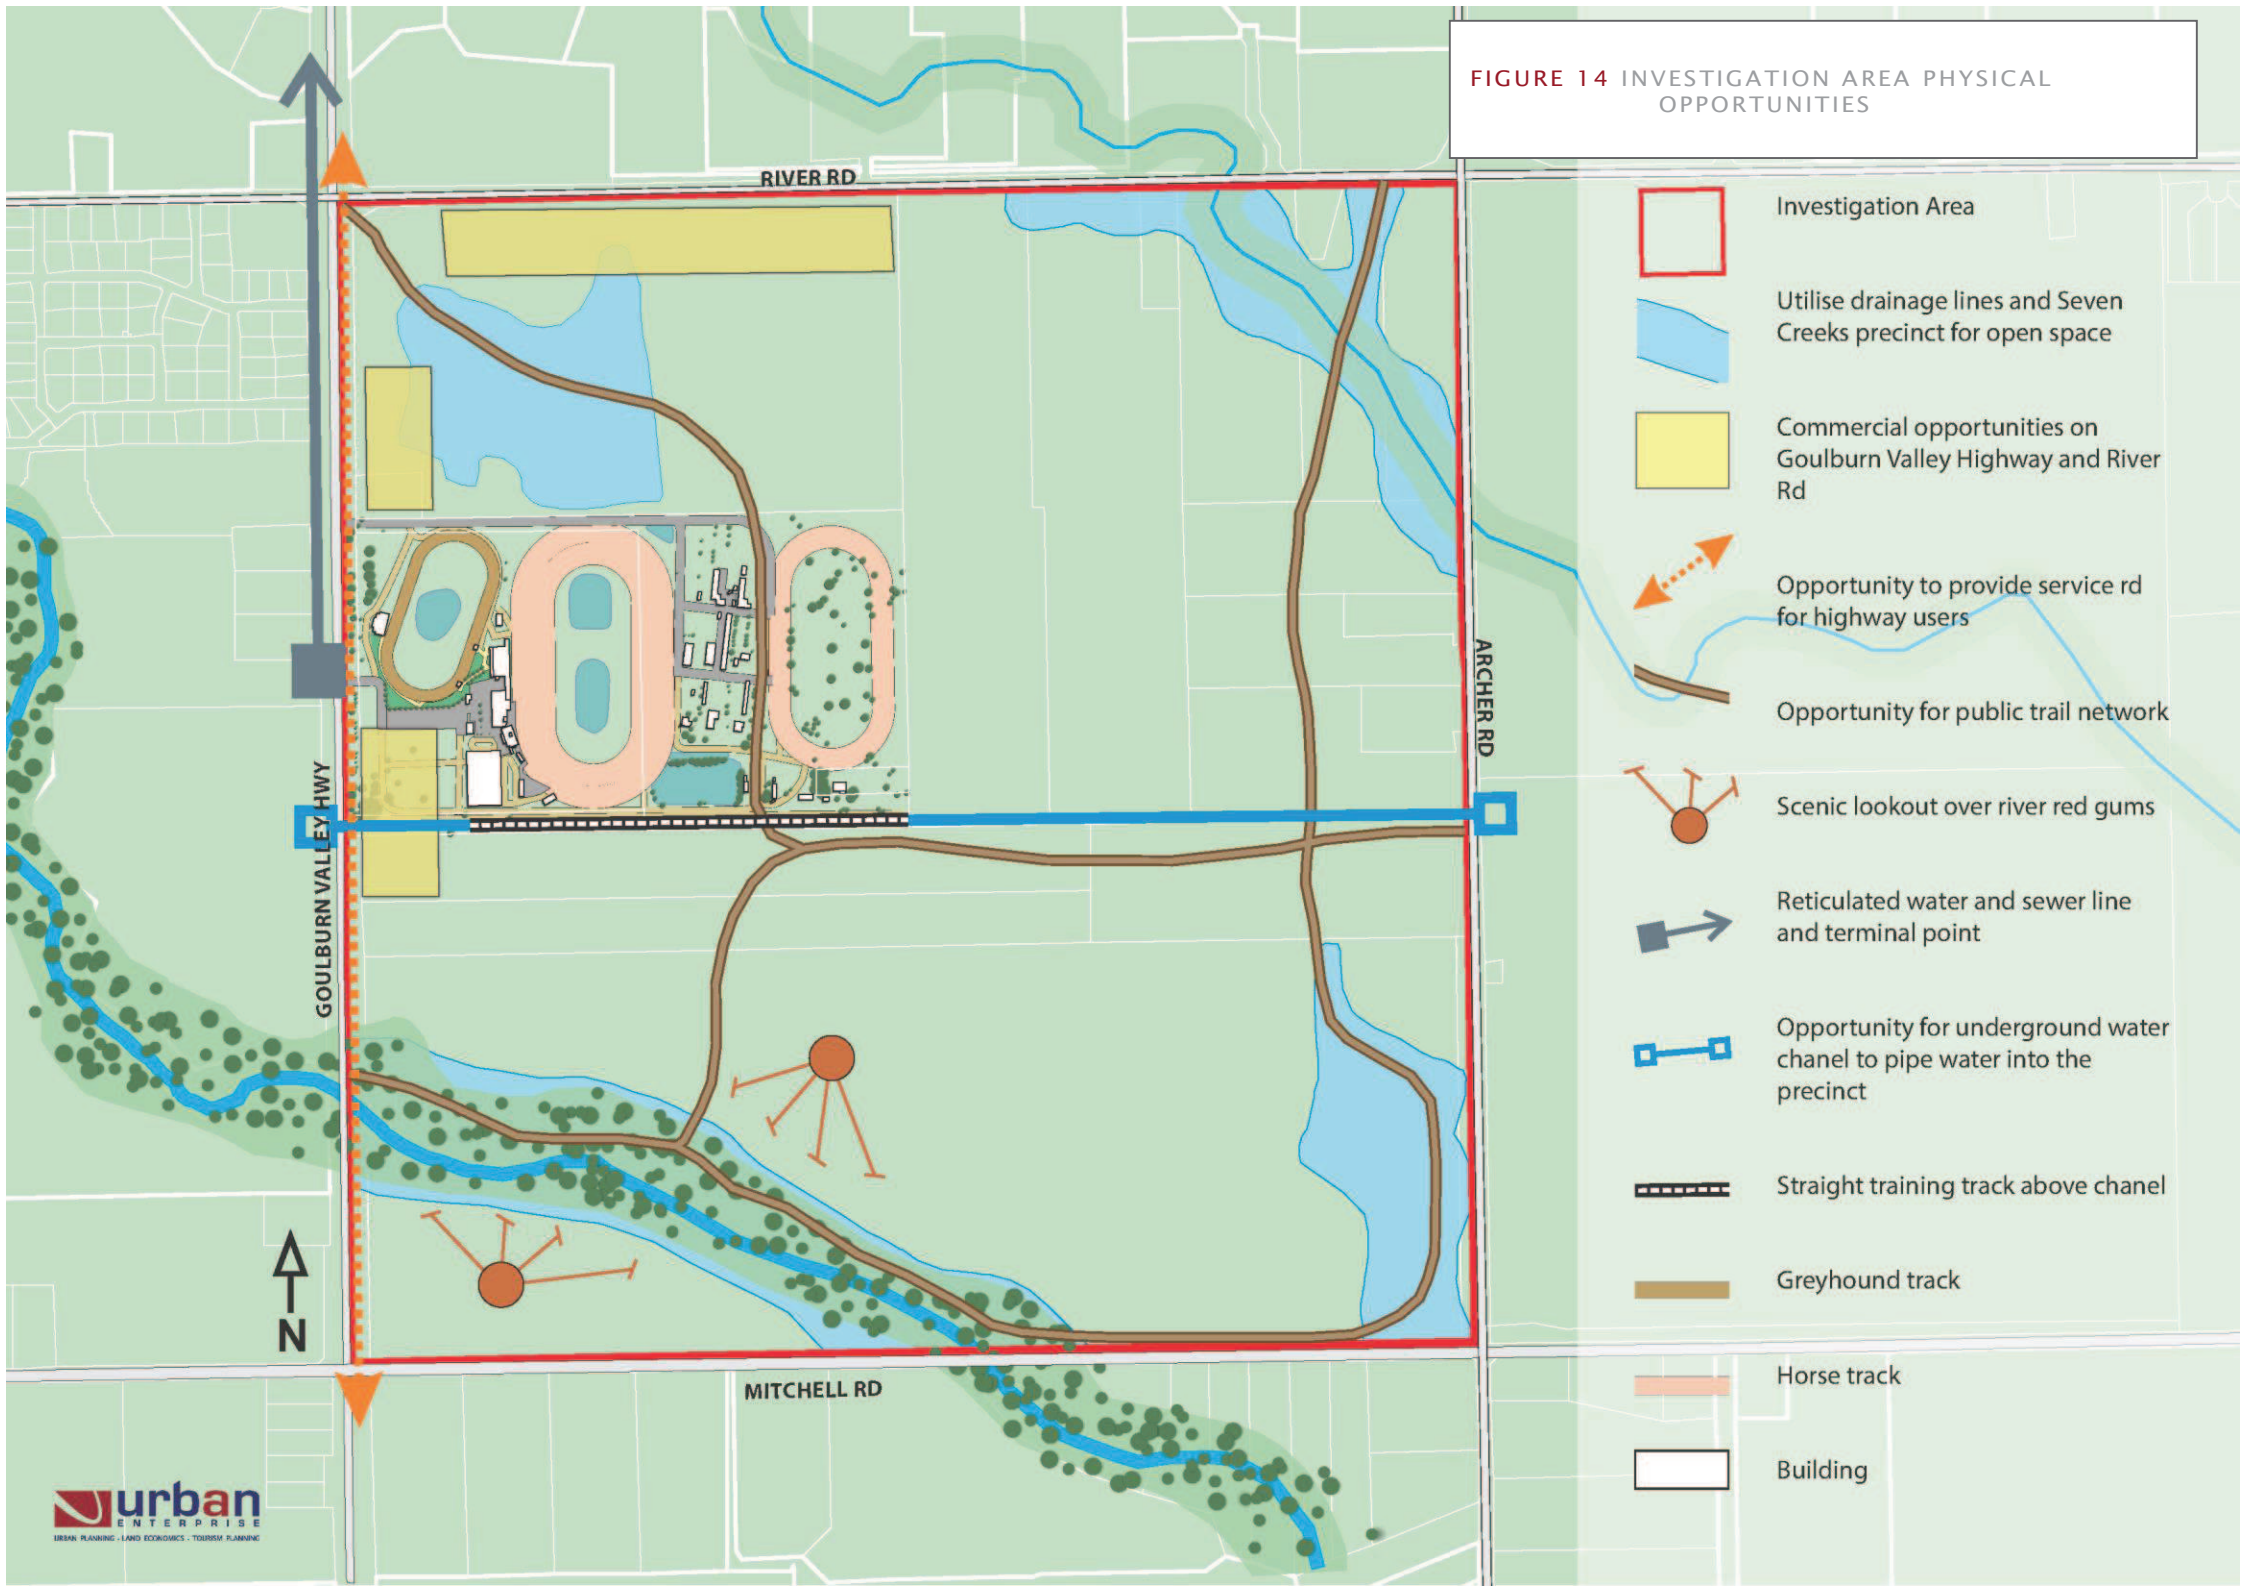 FIGURE 14 INVESTIGATION AREA PHYSICAL
OPPORTUNITIES
RIVER RD
GOULBURN VALLEY HWY
ARCHER RD
MITCHELL RD
N
Investigation Area
Utilise drainage lines and Seven
Creeks precinct for open space
Commercial opportunities on
Goulburn Valley Highway and River
Rd
Opportunity to provide service rd
for highway users
Opportunity for public trail network
Scenic lookout over river red gums
Reticulated water and sewer line
and terminal point
Opportunity for underground water
chanel to pipe water into the
precinct
Straight training track above chanel
Greyhound track
Horse track
Building
urban
ENTERPRISE
URBAN PLANNING - LAND ECONOMICS - TOURISM PLANNING